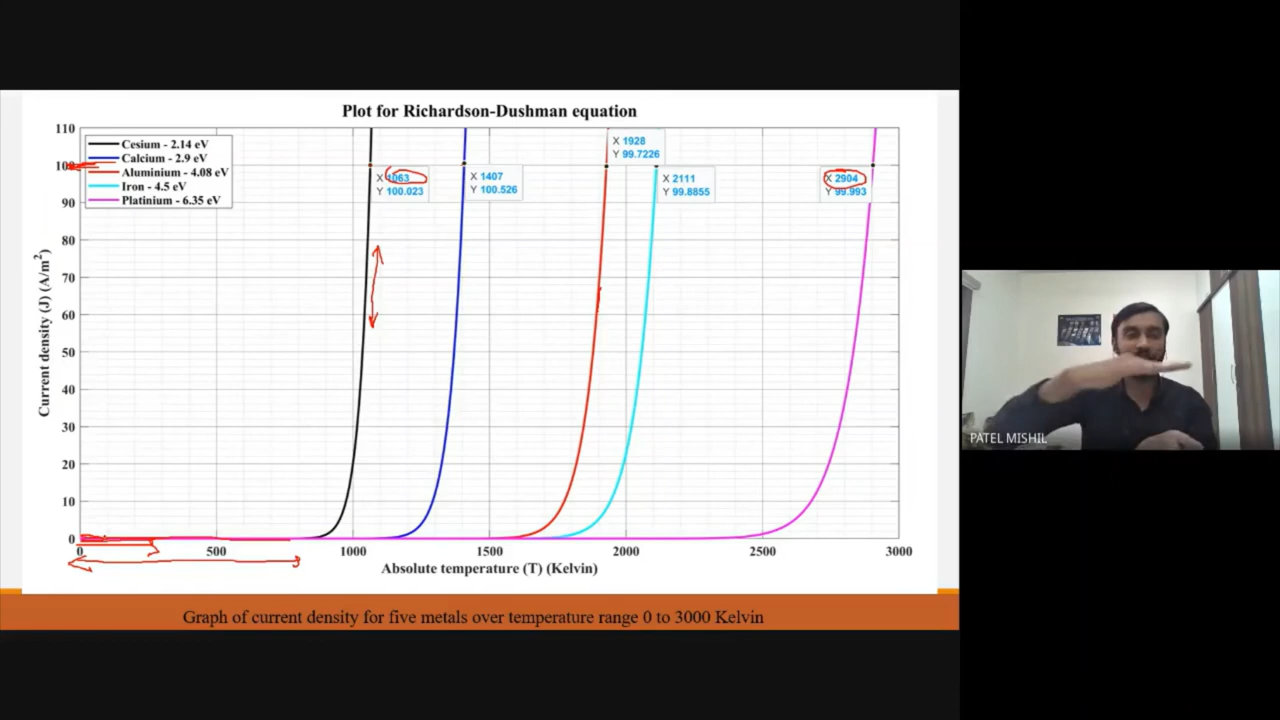 Plot for Richardson-Dushman equation
110
100
90
80
70
60
50
40
30
20
10
0
Current density (J) (A/m²)
Cesium - 2.14 eV
Calcium - 2.9 eV
Aluminium - 4.08 eV
Iron - 4.5 eV
Platinium - 6.35 eV
X 1063
Y 100.023
X 1407
Y 100.526
X 1928
Y 99.7226
X 2111
Y 99.8855
X 2904
Y 99.993
0 500 1000 1500 2000 2500 3000
Absolute temperature (T) (Kelvin)
Graph of current density for five metals over temperature range 0 to 3000 Kelvin
PATEL MISHIL